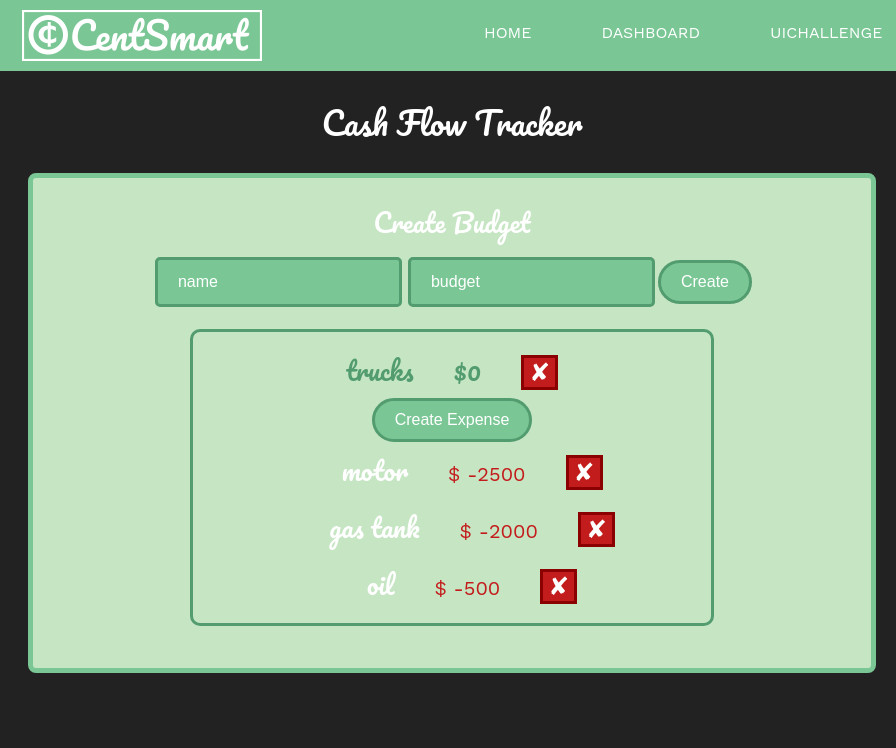 CentSmart HOME DASHBOARD UICHALLENGE
Cash Flow Tracker
Create Budget
name budget Create
trucks $0 ✘
Create Expense
motor $ -2500 ✘
gas tank $ -2000 ✘
oil $ -500 ✘